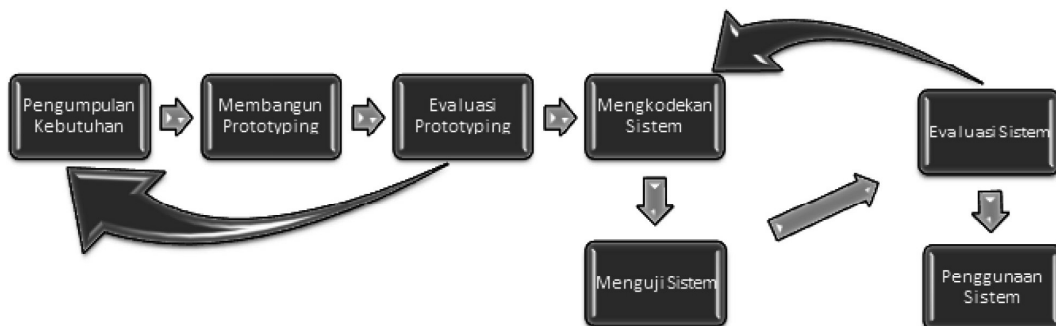 Pengumpulan
Kebutuhan
Membangun
Prototyping
Evaluasi
Prototyping
Mengkodekan
Sistem
Menguji Sistem
Evaluasi Sistem
Penggunaan
Sistem